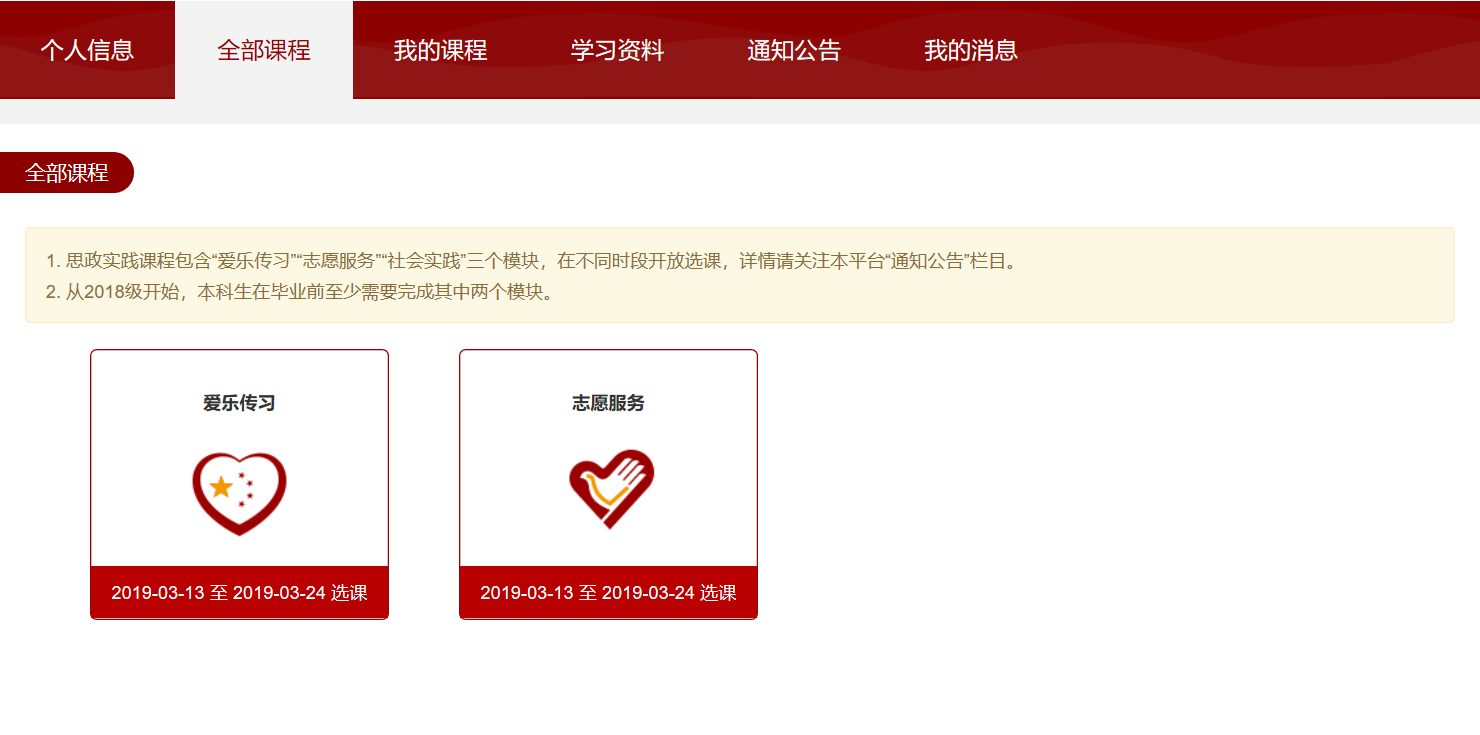 个人信息
全部课程
我的课程
学习资料
通知公告
我的消息
全部课程
1. 思政实践课程包含“爱乐传习”“志愿服务”“社会实践”三个模块，在不同时段开放选课，详情请关注本平台“通知公告”栏目。
2. 从2018级开始，本科生在毕业前至少需要完成其中两个模块。
爱乐传习
2019-03-13 至 2019-03-24 选课
志愿服务
2019-03-13 至 2019-03-24 选课